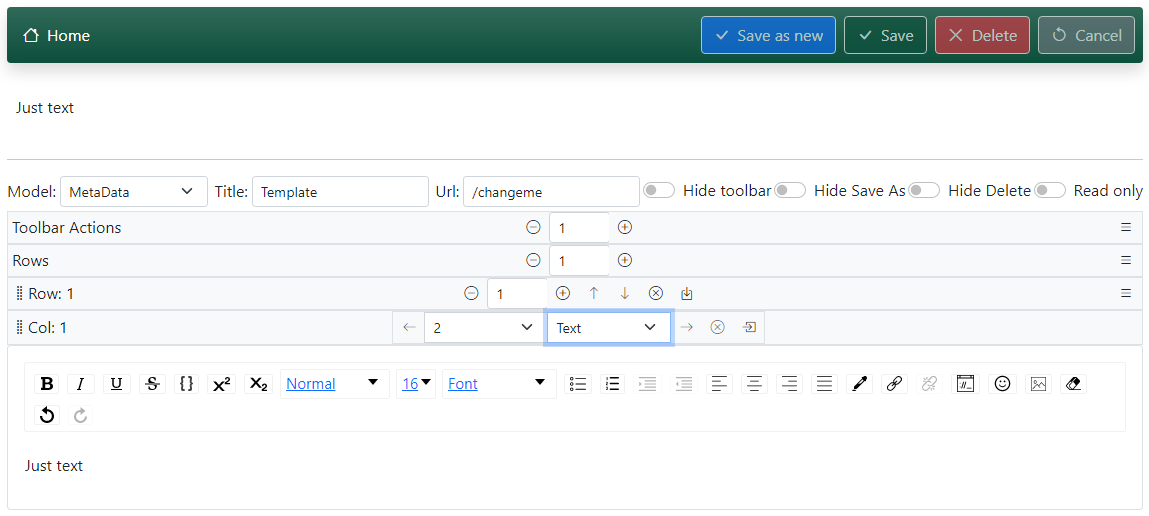 Home Save as new Save Delete Cancel
Just text
Model: MetaData Title: Template Url: /changeme Hide toolbar Hide Save As Hide Delete Read only
Toolbar Actions 1
Rows 1
Row: 1 1
Col: 1 2 Text
B I U S {} X² X₂ Normal 16 Font
Just text